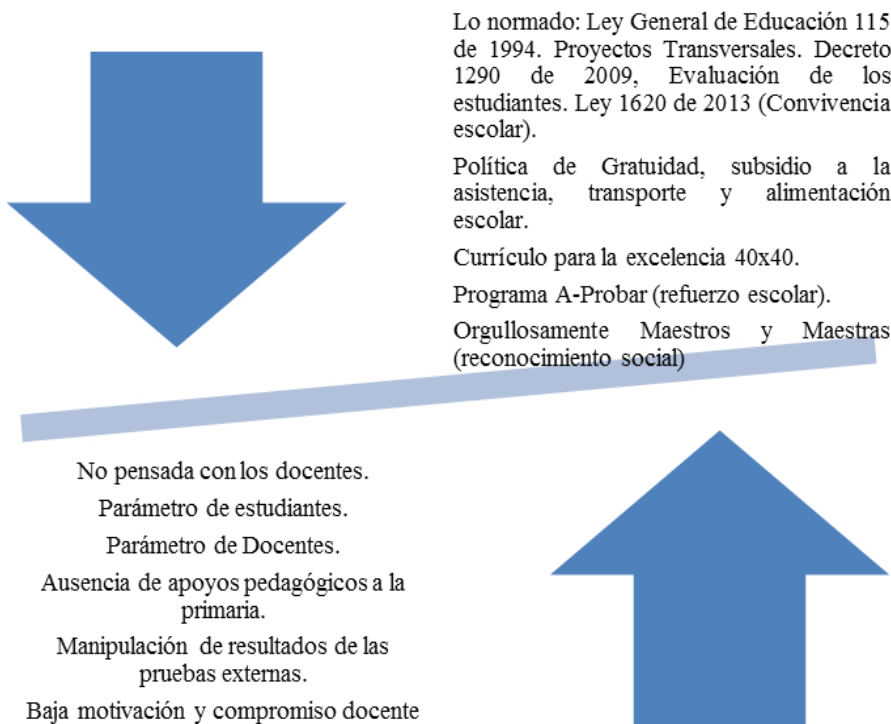 Lo normado: Ley General de Educación 115
de 1994. Proyectos Transversales. Decreto
1290 de 2009, Evaluación de los
estudiantes. Ley 1620 de 2013 (Convivencia
escolar).
Política de Gratuidad, subsidio a la
asistencia, transporte y alimentación
escolar.
Currículo para la excelencia 40x40.
Programa A-Probar (refuerzo escolar).
Orgullosamente Maestros y Maestras
(reconocimiento social)
No pensada con los docentes.
Parámetro de estudiantes.
Parámetro de Docentes.
Ausencia de apoyos pedagógicos a la
primaria.
Manipulación de resultados de las
pruebas externas.
Baja motivación y compromiso docente